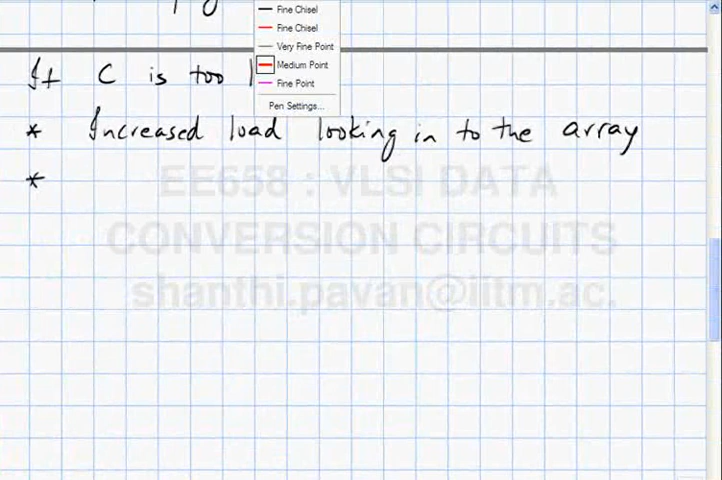 Fine Chisel
Fine Chisel
Very Fine Point
Medium Point
Fine Point
Pen Settings...
If C is too
* Increased load looking in to the array
*
EE658 : VLSI DATA
CONVERSION CIRCUITS
shanthi.pavan@iitm.ac.